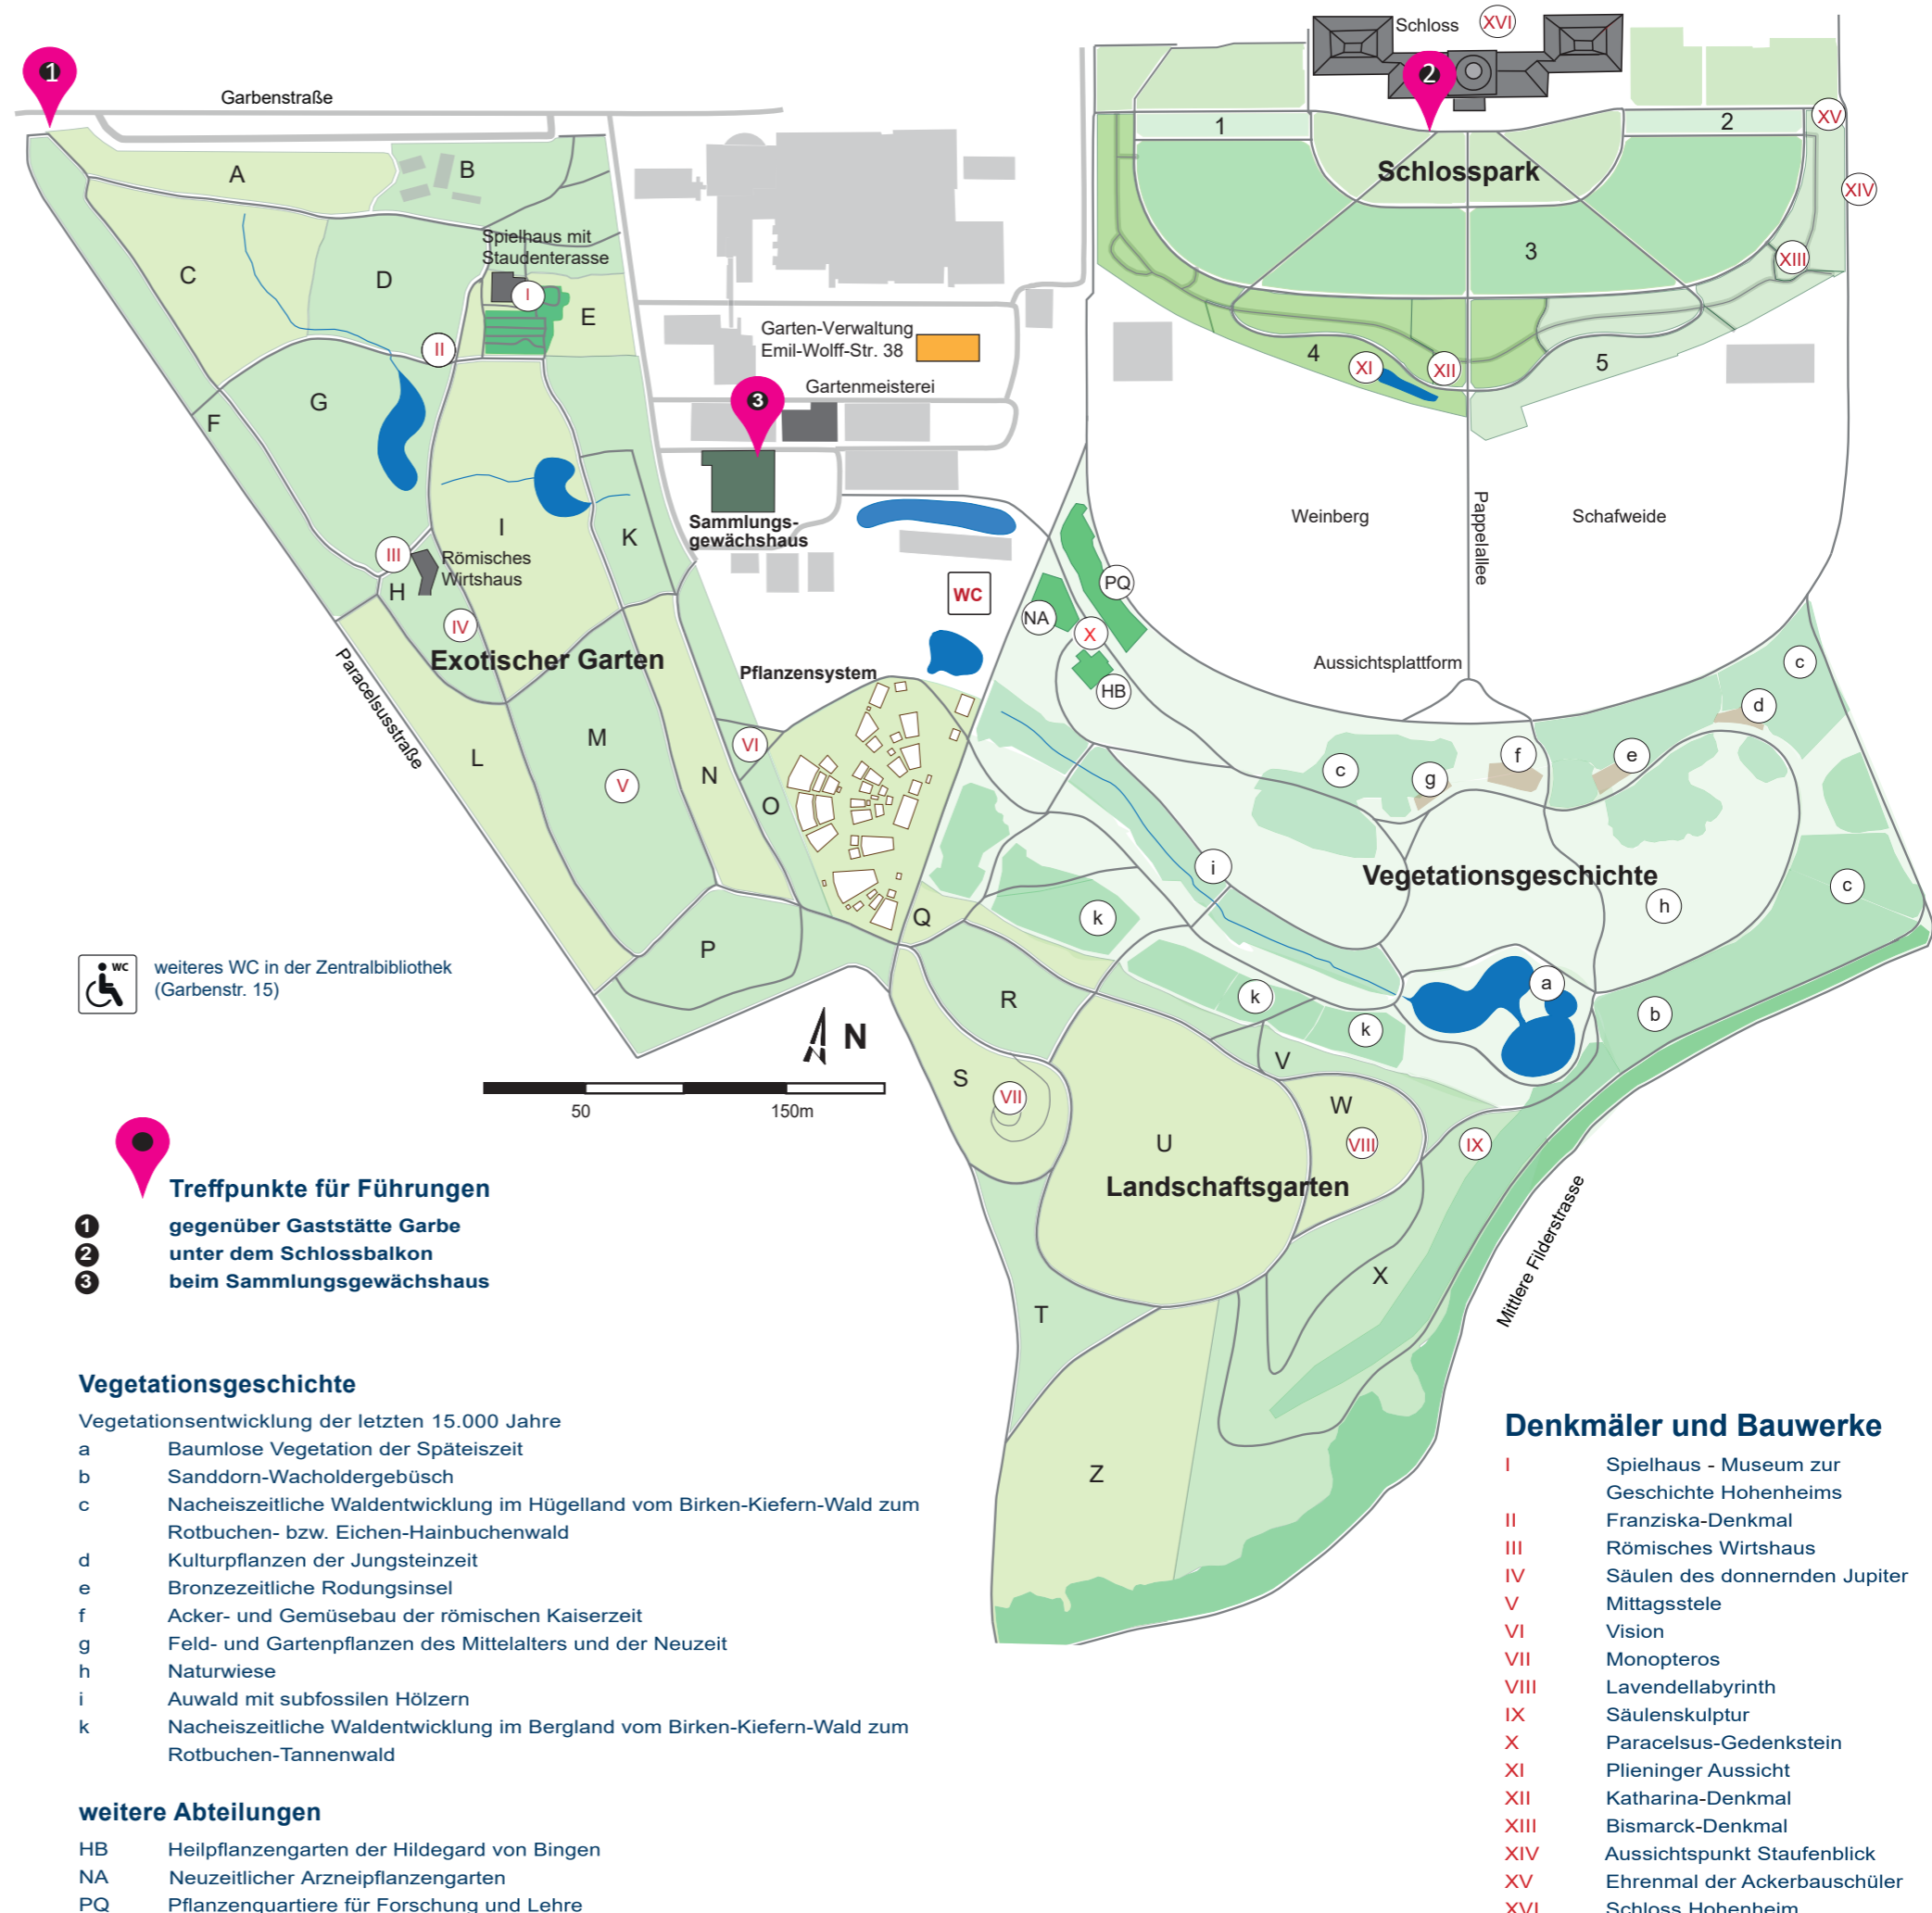 Schloss
XVI
1
2
Garbenstraße
1
2
XV
A
B
Schlosspark
XIV
Spielhaus mit
Staudenterasse
C
D
3
XIII
I
E
Garten-Verwaltung
Emil-Wolff-Str. 38
II
4
XI
XII
5
Gartenmeisterei
3
G
F
Sammlungs-
gewächshaus
I
K
Weinberg
Pappelallee
Schafweide
III
Römisches
Wirtshaus
H
WC
PQ
NA
X
IV
Exotischer Garten
Paracelsusstraße
Pflanzensystem
HB
Aussichtsplattform
c
d
L
M
V
N
VI
O
c
g
f
e
i
Vegetationsgeschichte
h
c
P
Q
k
WC
weiteres WC in der Zentralbibliothek
(Garbenstr. 15)
N
R
k
k
a
b
50
150m
S
VII
V
W
VIII
IX
U
Landschaftsgarten
Mittlere Filderstrasse
X
T
Z
Treffpunkte für Führungen
1 gegenüber Gaststätte Garbe
2 unter dem Schlossbalkon
3 beim Sammlungsgewächshaus
Vegetationsgeschichte
Vegetationsentwicklung der letzten 15.000 Jahre
a Baumlose Vegetation der Späteiszeit
b Sanddorn-Wacholdergebüsch
c Nacheiszeitliche Waldentwicklung im Hügelland vom Birken-Kiefern-Wald zum
Rotbuchen- bzw. Eichen-Hainbuchenwald
d Kulturpflanzen der Jungsteinzeit
e Bronzezeitliche Rodungsinsel
f Acker- und Gemüsebau der römischen Kaiserzeit
g Feld- und Gartenpflanzen des Mittelalters und der Neuzeit
h Naturwiese
i Auwald mit subfossilen Hölzern
k Nacheiszeitliche Waldentwicklung im Bergland vom Birken-Kiefern-Wald zum
Rotbuchen-Tannenwald
weitere Abteilungen
HB Heilpflanzengarten der Hildegard von Bingen
NA Neuzeitlicher Arzneipflanzengarten
PQ Pflanzenquartiere für Forschung und Lehre
Denkmäler und Bauwerke
I Spielhaus - Museum zur
Geschichte Hohenheims
II Franziska-Denkmal
III Römisches Wirtshaus
IV Säulen des donnernden Jupiter
V Mittagsstele
VI Vision
VII Monopteros
VIII Lavendellabyrinth
IX Säulenskulptur
X Paracelsus-Gedenkstein
XI Plieninger Aussicht
XII Katharina-Denkmal
XIII Bismarck-Denkmal
XIV Aussichtspunkt Staufenblick
XV Ehrenmal der Ackerbauschüler
XVI Schloss Hohenheim